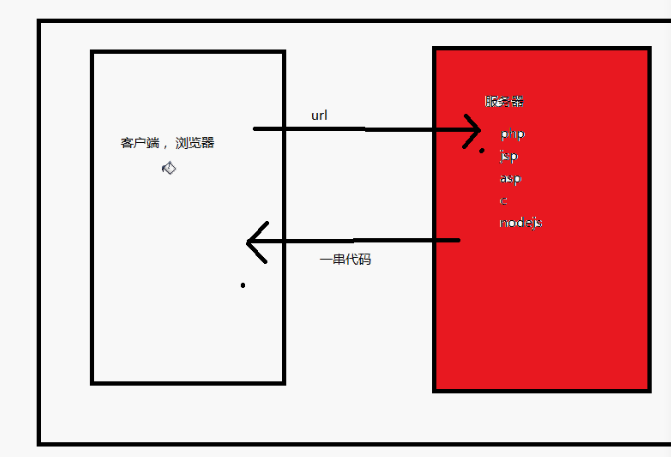 客户端，浏览器
url
一串代码
服务器
php
jsp
asp
c
nodejs